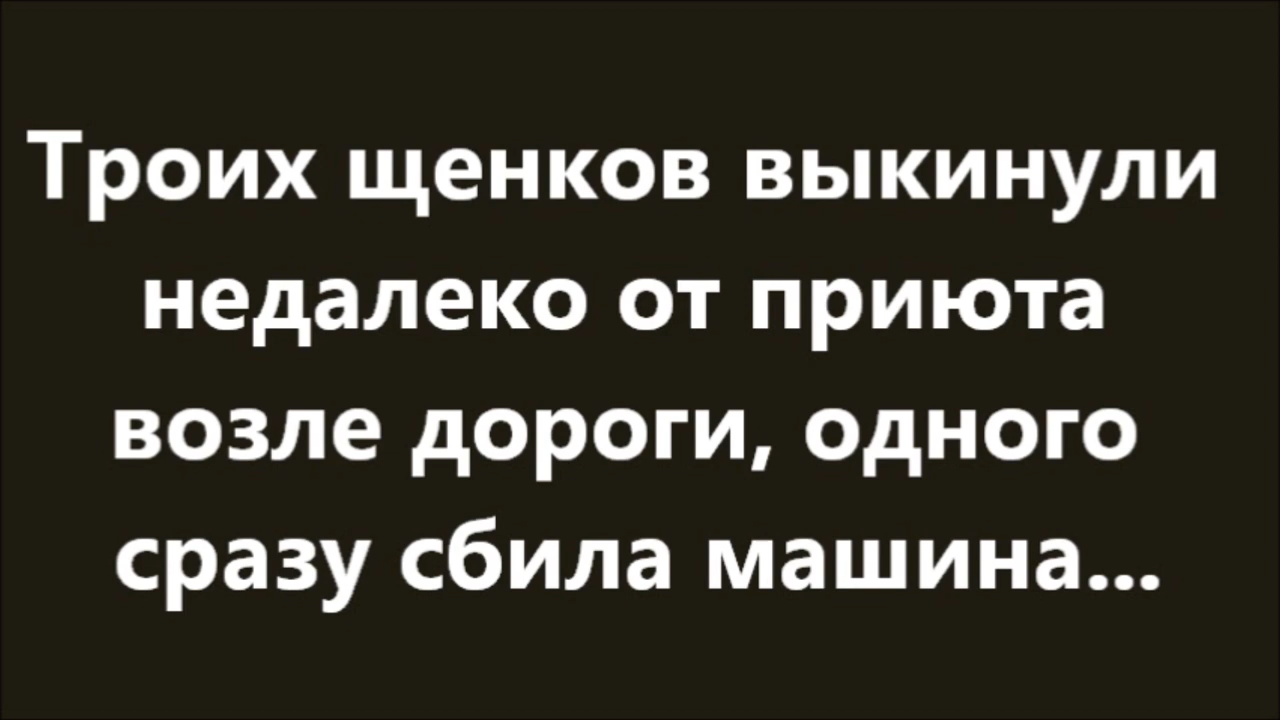 Троих щенков выкинули
недалеко от приюта
возле дороги, одного
сразу сбила машина...